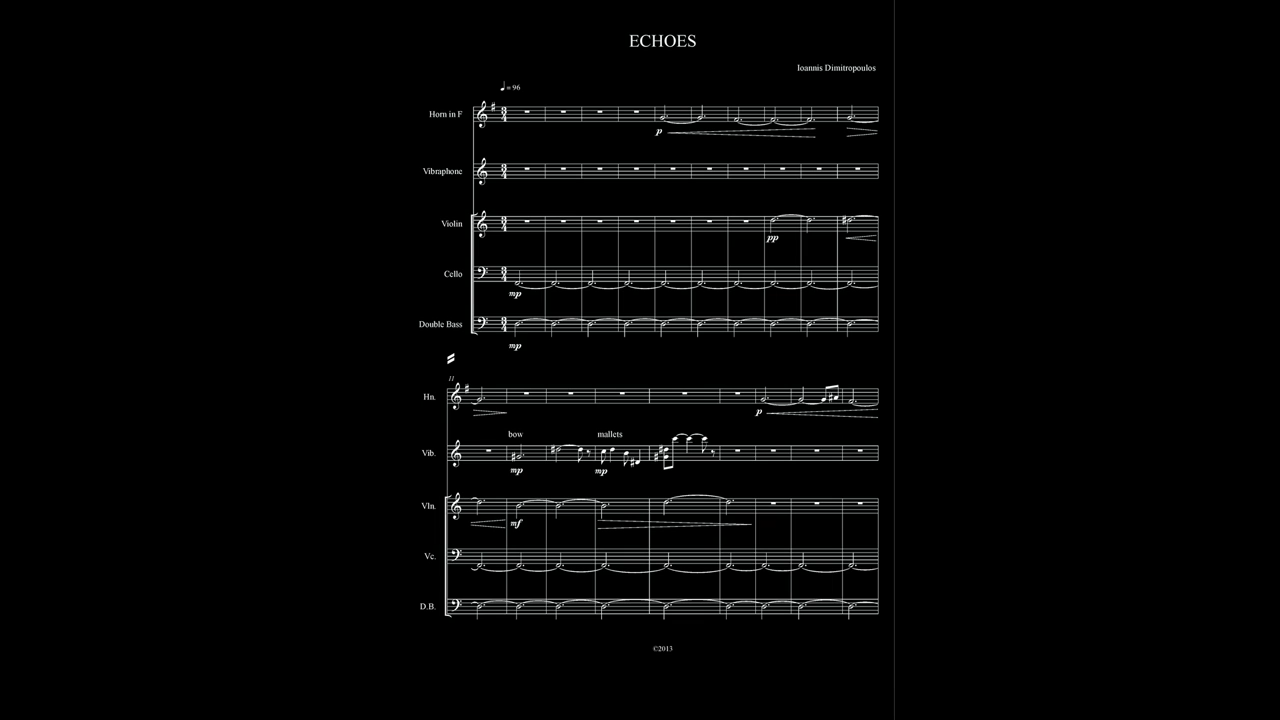 ECHOES
Ioannis Dimitropoulos
♩ = 96
Horn in F
p
Vibraphone
Violin
pp
Cello
mp
Double Bass
mp
11
Hn.
p
bow
mallets
Vib.
mp
mp
Vln.
mf
Vc.
D.B.
©2013